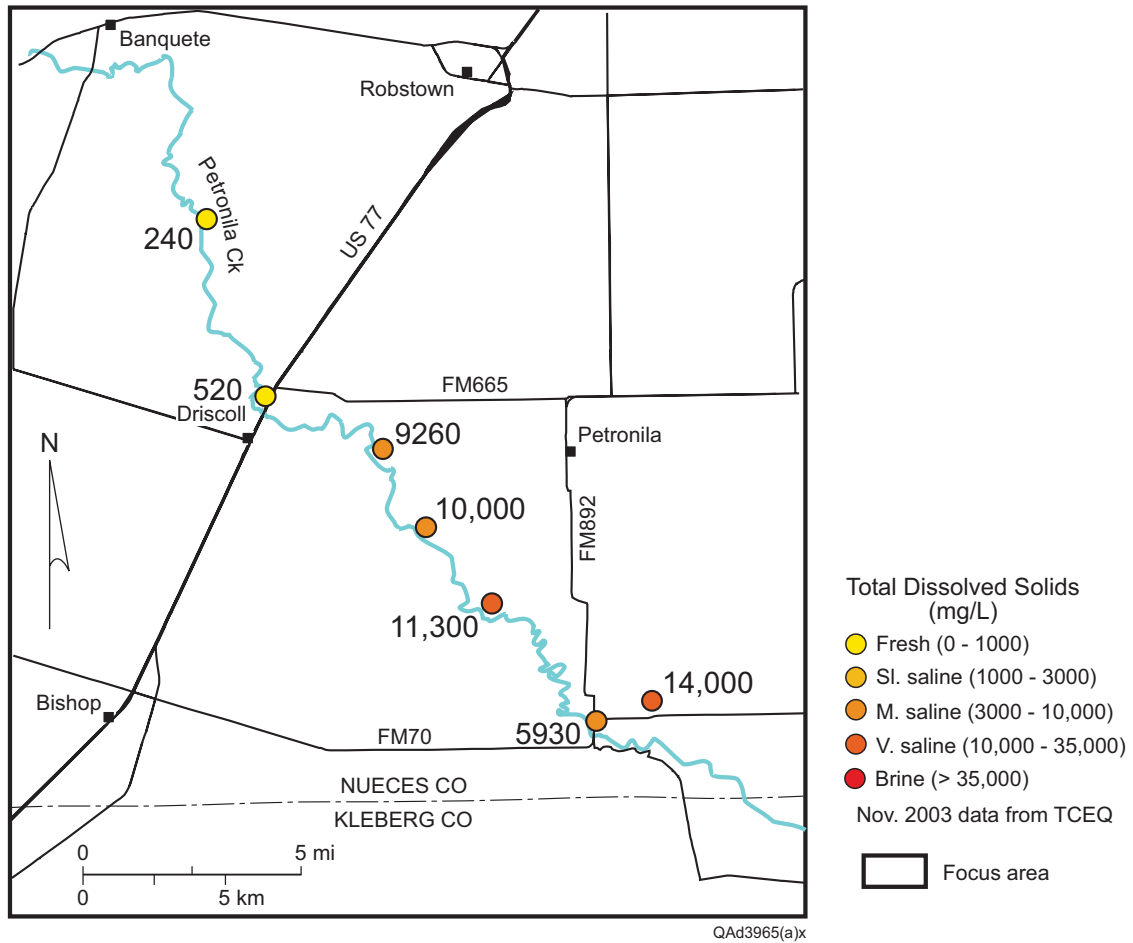 Banquete
Robstown
Petronila Ck
240
US 77
520
FM665
Driscoll
9260
Petronila
N
10,000
FM892
11,300
14,000
Bishop
5930
FM70
NUECES CO
KLEBERG CO
0 5 mi
0 5 km
Total Dissolved Solids
(mg/L)
Fresh (0 - 1000)
Sl. saline (1000 - 3000)
M. saline (3000 - 10,000)
V. saline (10,000 - 35,000)
Brine (> 35,000)
Nov. 2003 data from TCEQ
Focus area
QAd3965(a)x